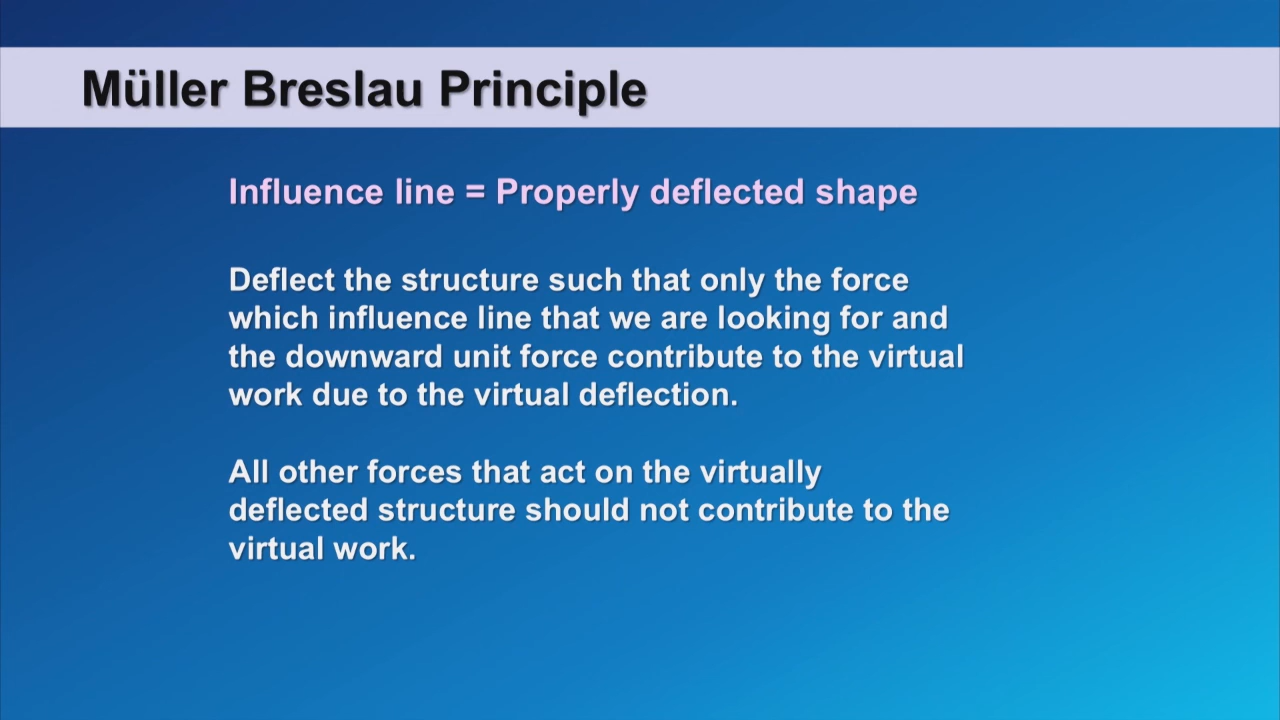 Müller Breslau Principle
Influence line = Properly deflected shape
Deflect the structure such that only the force
which influence line that we are looking for and
the downward unit force contribute to the virtual
work due to the virtual deflection.
All other forces that act on the virtually
deflected structure should not contribute to the
virtual work.